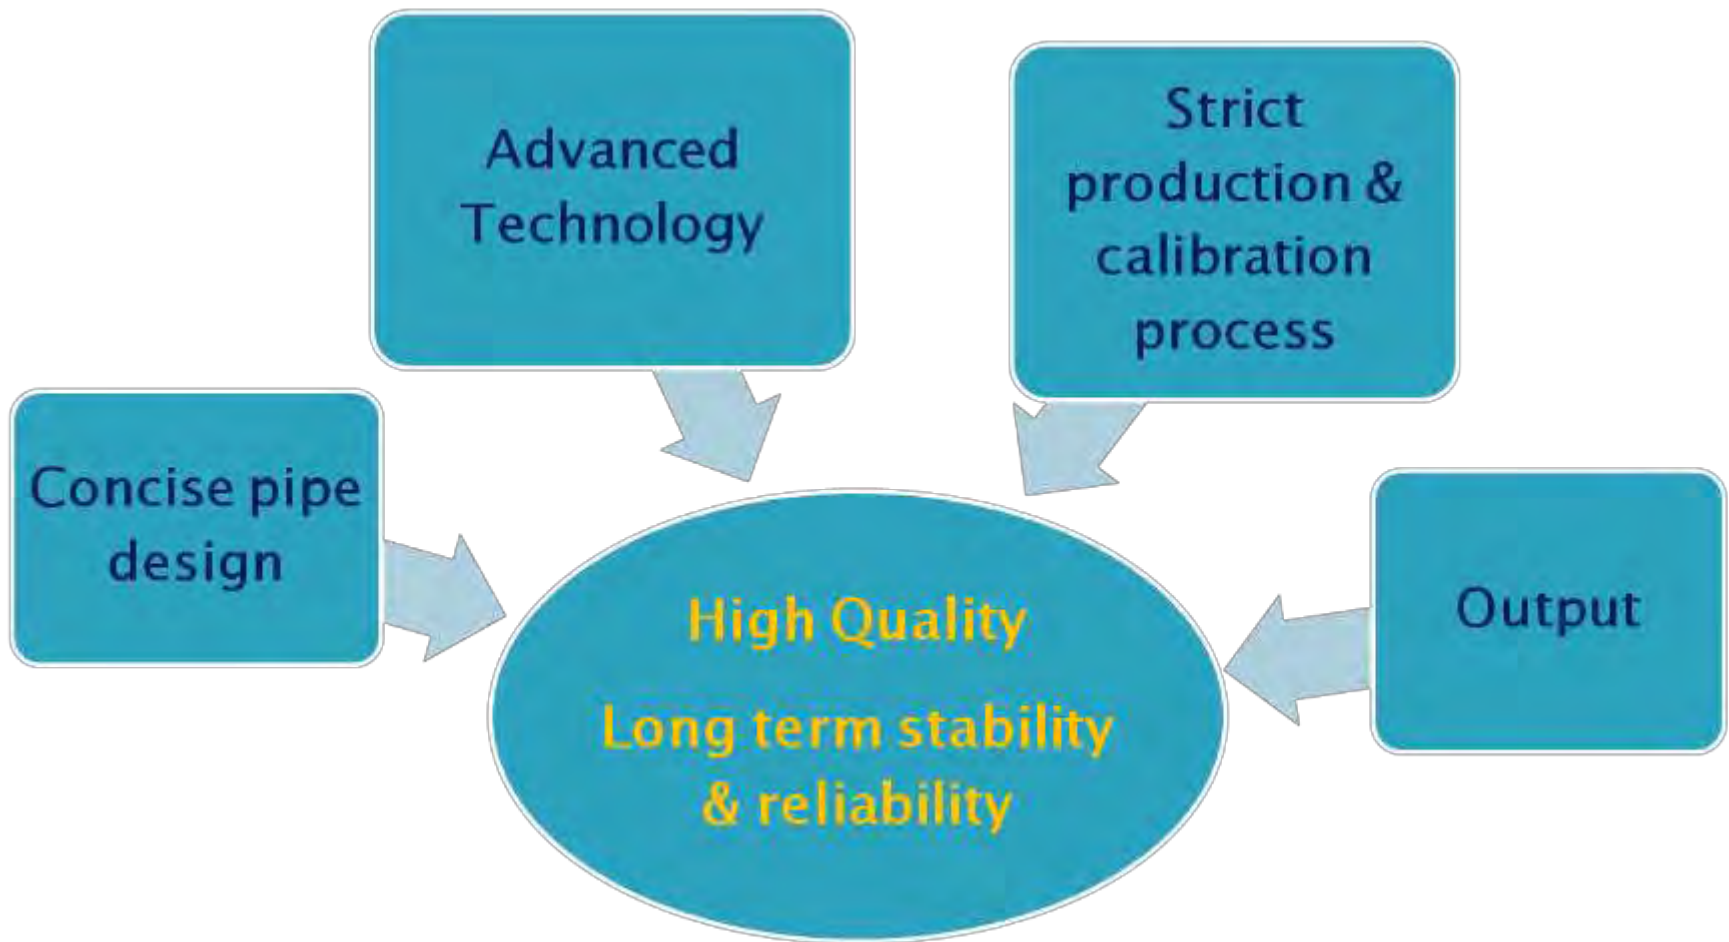 Advanced
Technology
Strict
production &
calibration
process
Concise pipe
design
Output
High Quality
Long term stability
& reliability